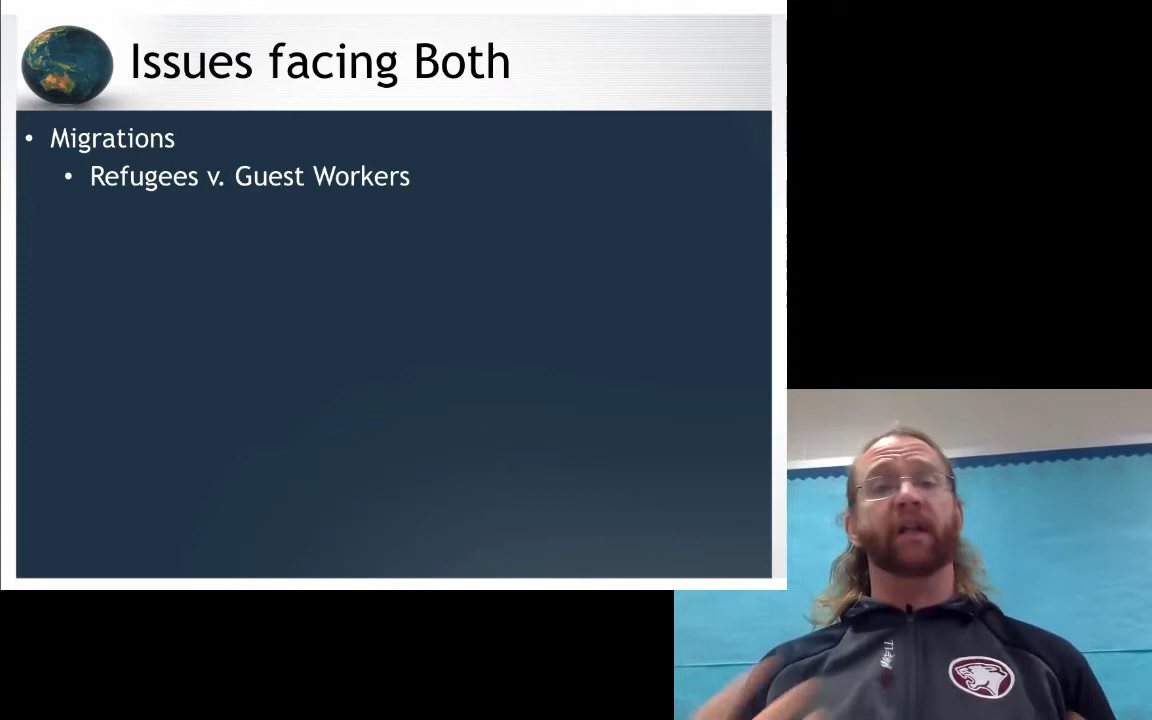 Issues facing Both
• Migrations
• Refugees v. Guest Workers